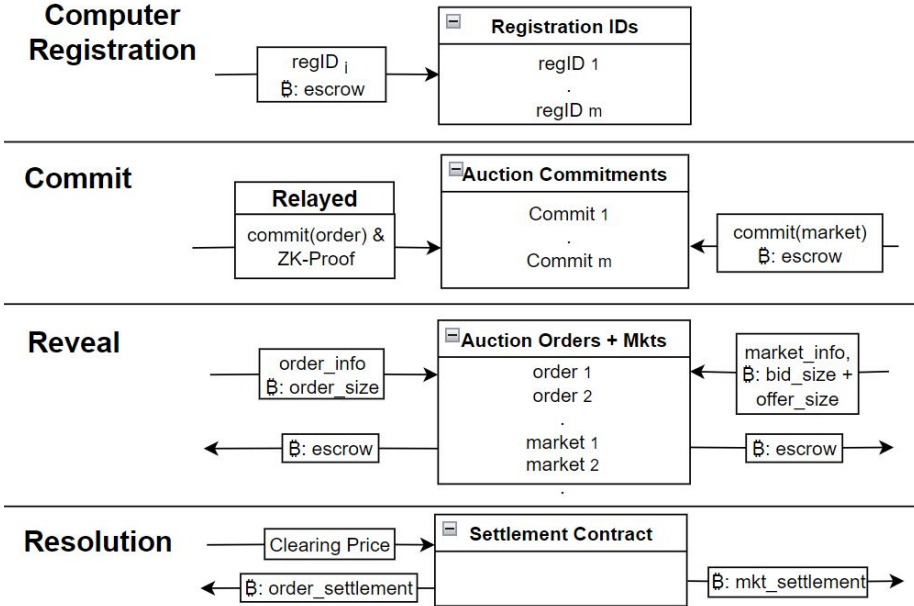 Computer
Registration
regID i
₿: escrow
Registration IDs
regID 1
.
regID m
Commit
Relayed
commit(order) &
ZK-Proof
Auction Commitments
Commit 1
.
Commit m
commit(market)
₿: escrow
Reveal
order_info
₿: order_size
Auction Orders + Mkts
order 1
order 2
.
market 1
market 2
.
market_info,
₿: bid_size +
offer_size
₿: escrow
₿: escrow
Resolution
Clearing Price
₿: order_settlement
Settlement Contract
₿: mkt_settlement